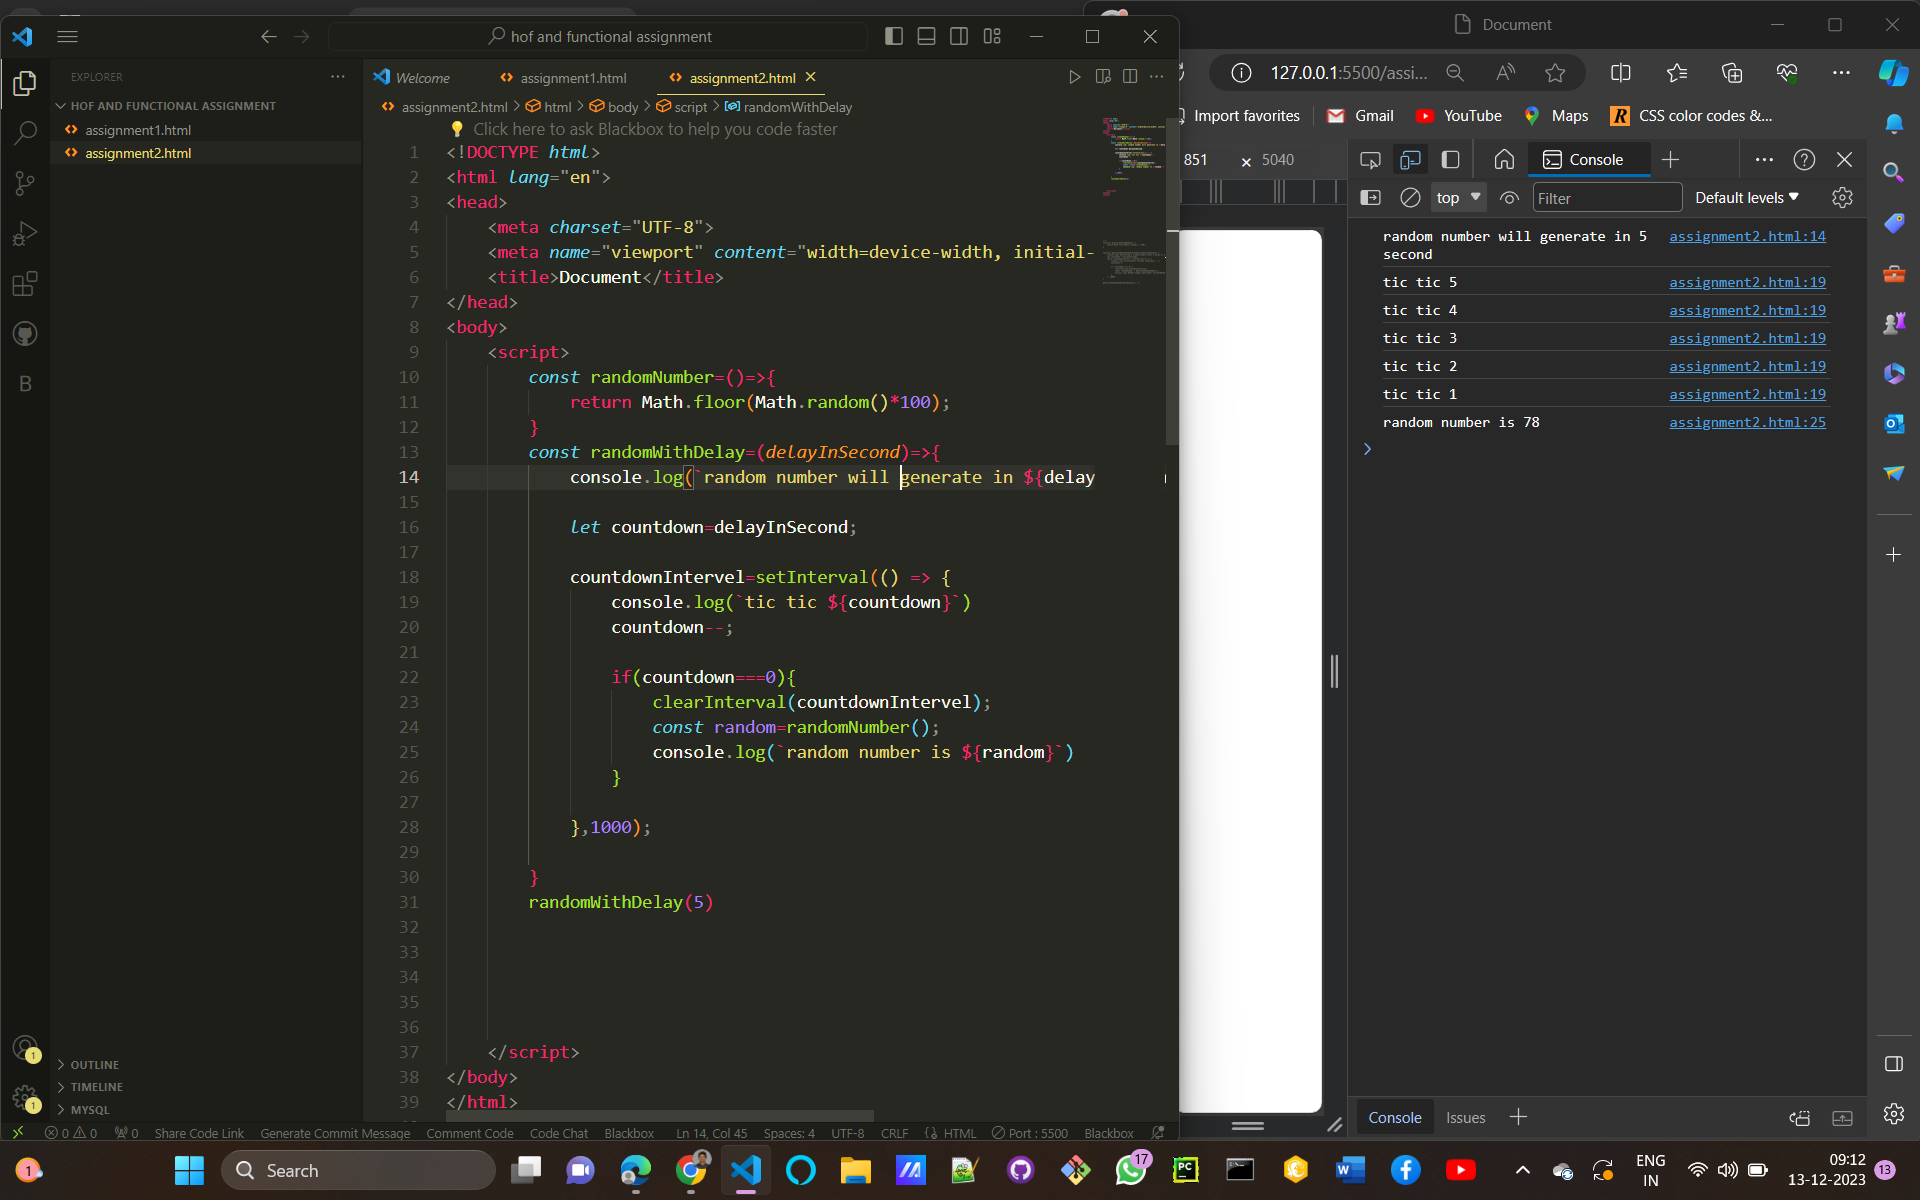 hof and functional assignment
EXPLORER
HOF AND FUNCTIONAL ASSIGNMENT
assignment1.html
assignment2.html
OUTLINE
TIMELINE
MYSQL
Welcome
assignment1.html
assignment2.html
assignment2.html > html > body > script > randomWithDelay
Click here to ask Blackbox to help you code faster
1 <!DOCTYPE html>
2 <html lang="en">
3 <head>
4 <meta charset="UTF-8">
5 <meta name="viewport" content="width=device-width, initial-
6 <title>Document</title>
7 </head>
8 <body>
9 <script>
10 const randomNumber=()=>{
11 return Math.floor(Math.random()*100);
12 }
13 const randomWithDelay=(delayInSecond)=>{
14 console.log(`random number will generate in ${delay
15
16 let countdown=delayInSecond;
17
18 countdownIntervel=setInterval(() => {
19 console.log(`tic tic ${countdown}`)
20 countdown--;
21
22 if(countdown===0){
23 clearInterval(countdownIntervel);
24 const random=randomNumber();
25 console.log(`random number is ${random}`)
26 }
27
28 },1000);
29
30 }
31 randomWithDelay(5)
32
33
34
35
36
37 </script>
38 </body>
39 </html>
0 0 0 Share Code Link Generate Commit Message Comment Code Code Chat Blackbox Ln 14, Col 45 Spaces: 4 UTF-8 CRLF HTML Port : 5500 Blackbox
Document
127.0.0.1:5500/assi...
Import favorites Gmail YouTube Maps CSS color codes &...
851 × 5040
Console
top Filter Default levels
random number will generate in 5 assignment2.html:14
second
tic tic 5 assignment2.html:19
tic tic 4 assignment2.html:19
tic tic 3 assignment2.html:19
tic tic 2 assignment2.html:19
tic tic 1 assignment2.html:19
random number is 78 assignment2.html:25
Console Issues
1
1
1
Search
17
PC
ENG
IN
09:12
13-12-2023
13